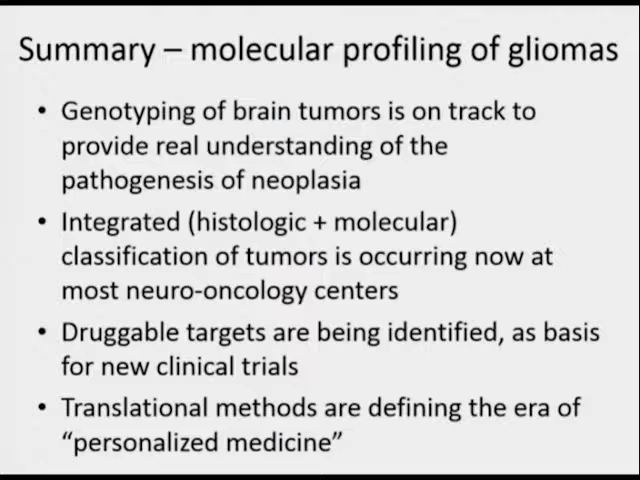 Summary – molecular profiling of gliomas
• Genotyping of brain tumors is on track to
provide real understanding of the
pathogenesis of neoplasia
• Integrated (histologic + molecular)
classification of tumors is occurring now at
most neuro-oncology centers
• Druggable targets are being identified, as basis
for new clinical trials
• Translational methods are defining the era of
“personalized medicine”